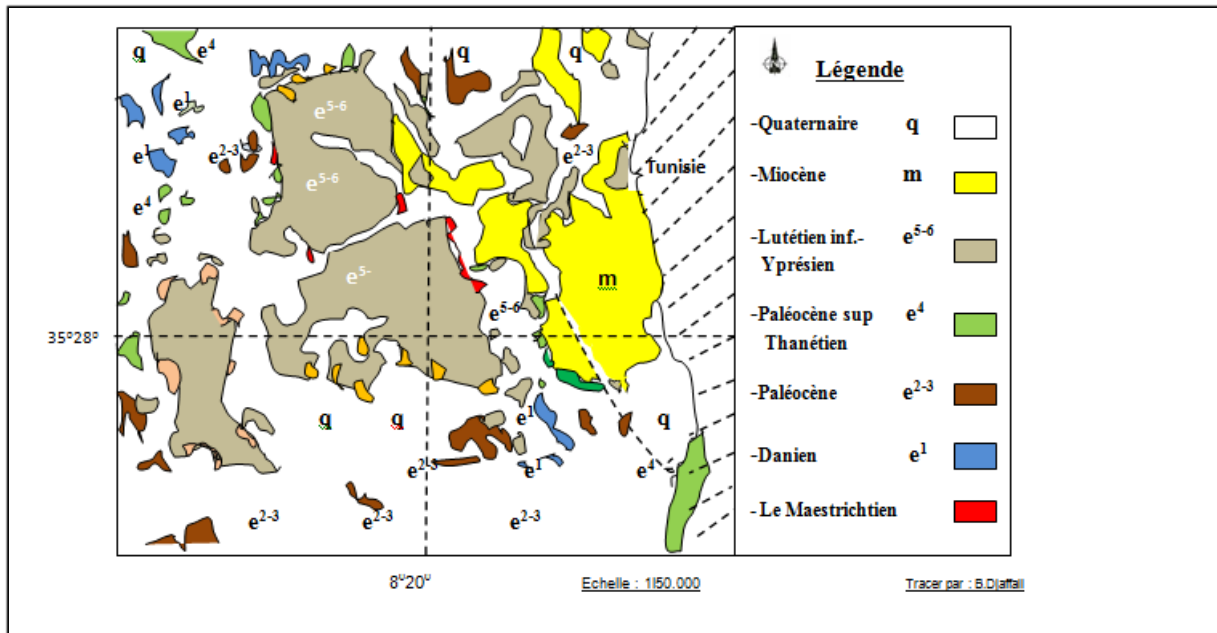 q
e⁴
q
q
e¹
e⁵⁻⁶
e¹
e²⁻³
e²⁻³
Tunisie
e⁵⁻⁶
e⁴
e⁵⁻
m
e⁵⁻⁶
35°28'
q
q
e¹
q
e²⁻³
e¹
e⁴
e²⁻³
e²⁻³
e²⁻³
8°20'
Echelle : 1/50.000
Tracer par : B.Djaffali
Légende
-Quaternaire q
-Miocène m
-Lutétien inf.- e⁵⁻⁶
Yprésien
-Paléocène sup e⁴
Thanétien
-Paléocène e²⁻³
-Danien e¹
- Le Maestrichtien